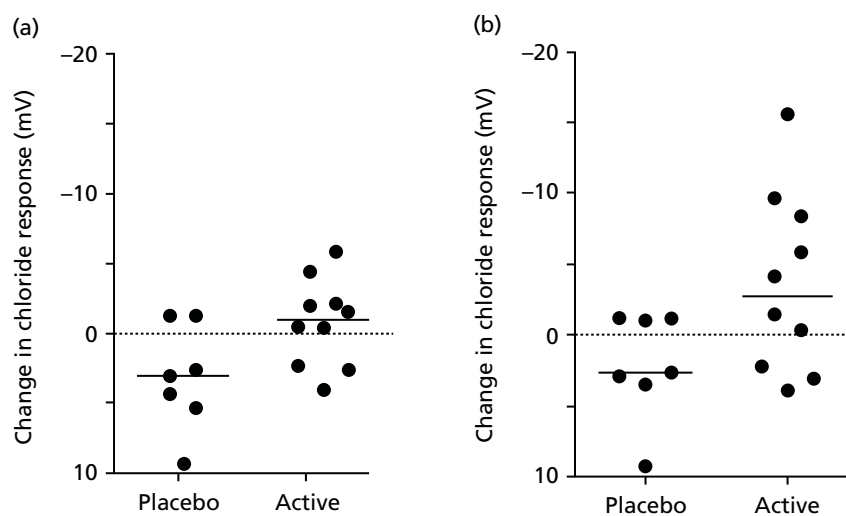 (a)
Change in chloride response (mV)
–20
–10
0
10
Placebo
Active
(b)
Change in chloride response (mV)
–20
–10
0
10
Placebo
Active